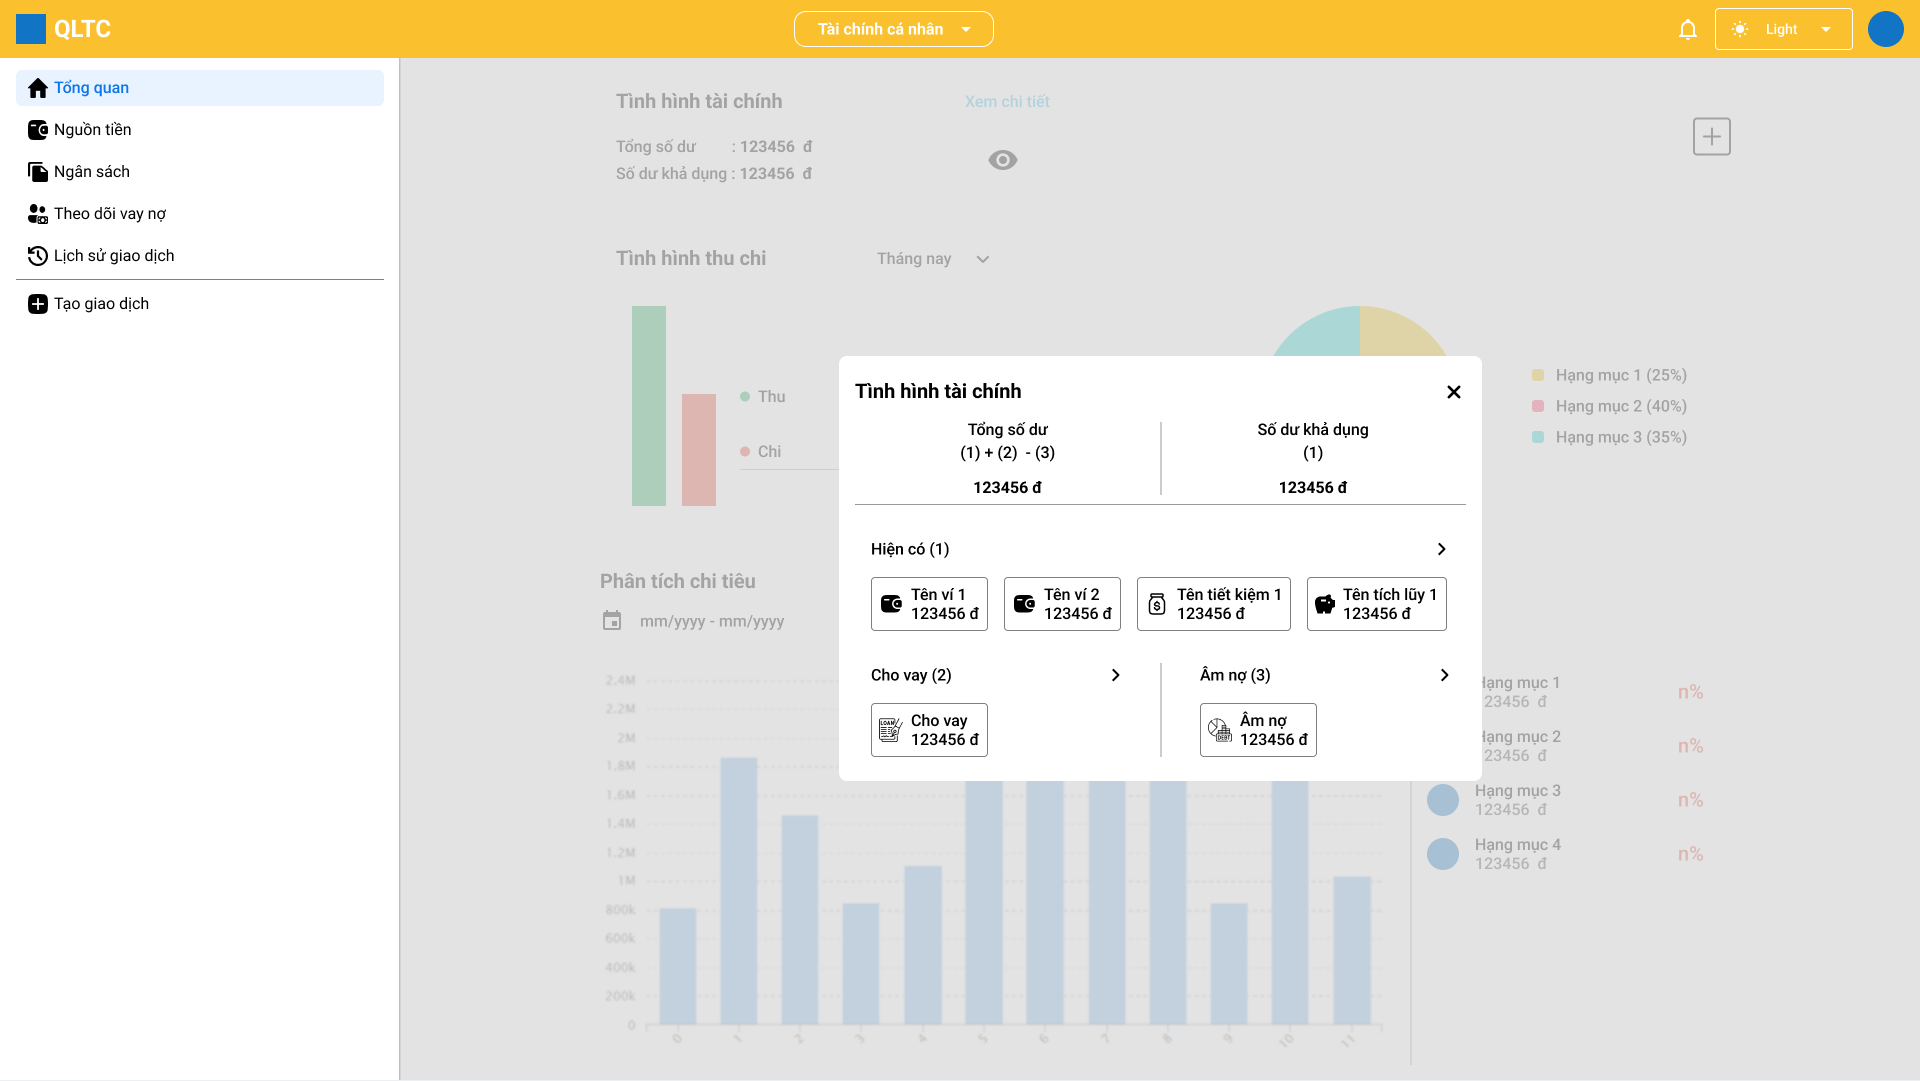 QLTC
Tài chính cá nhân
Light
Tổng quan
Nguồn tiền
Ngân sách
Theo dõi vay nợ
Lịch sử giao dịch
Tạo giao dịch
Tình hình tài chính
Xem chi tiết
Tổng số dư : 123456 đ
Số dư khả dụng : 123456 đ
Tình hình thu chi
Tháng nay
Thu
Chi
Hạng mục 1 (25%)
Hạng mục 2 (40%)
Hạng mục 3 (35%)
Phân tích chi tiêu
mm/yyyy - mm/yyyy
Tình hình tài chính
Tổng số dư
(1) + (2) - (3)
123456 đ
Số dư khả dụng
(1)
123456 đ
Hiện có (1)
Tên ví 1
123456 đ
Tên ví 2
123456 đ
Tên tiết kiệm 1
123456 đ
Tên tích lũy 1
123456 đ
Cho vay (2)
LOAN
Cho vay
123456 đ
Âm nợ (3)
DEBT
Âm nợ
123456 đ
2.4M
2.2M
2M
1.8M
1.6M
1.4M
1.2M
1M
800k
600k
400k
200k
0
0 1 2 3 4 5 6 7 8 9 10 11
Hạng mục 1
23456 đ
n%
Hạng mục 2
23456 đ
n%
Hạng mục 3
123456 đ
n%
Hạng mục 4
123456 đ
n%